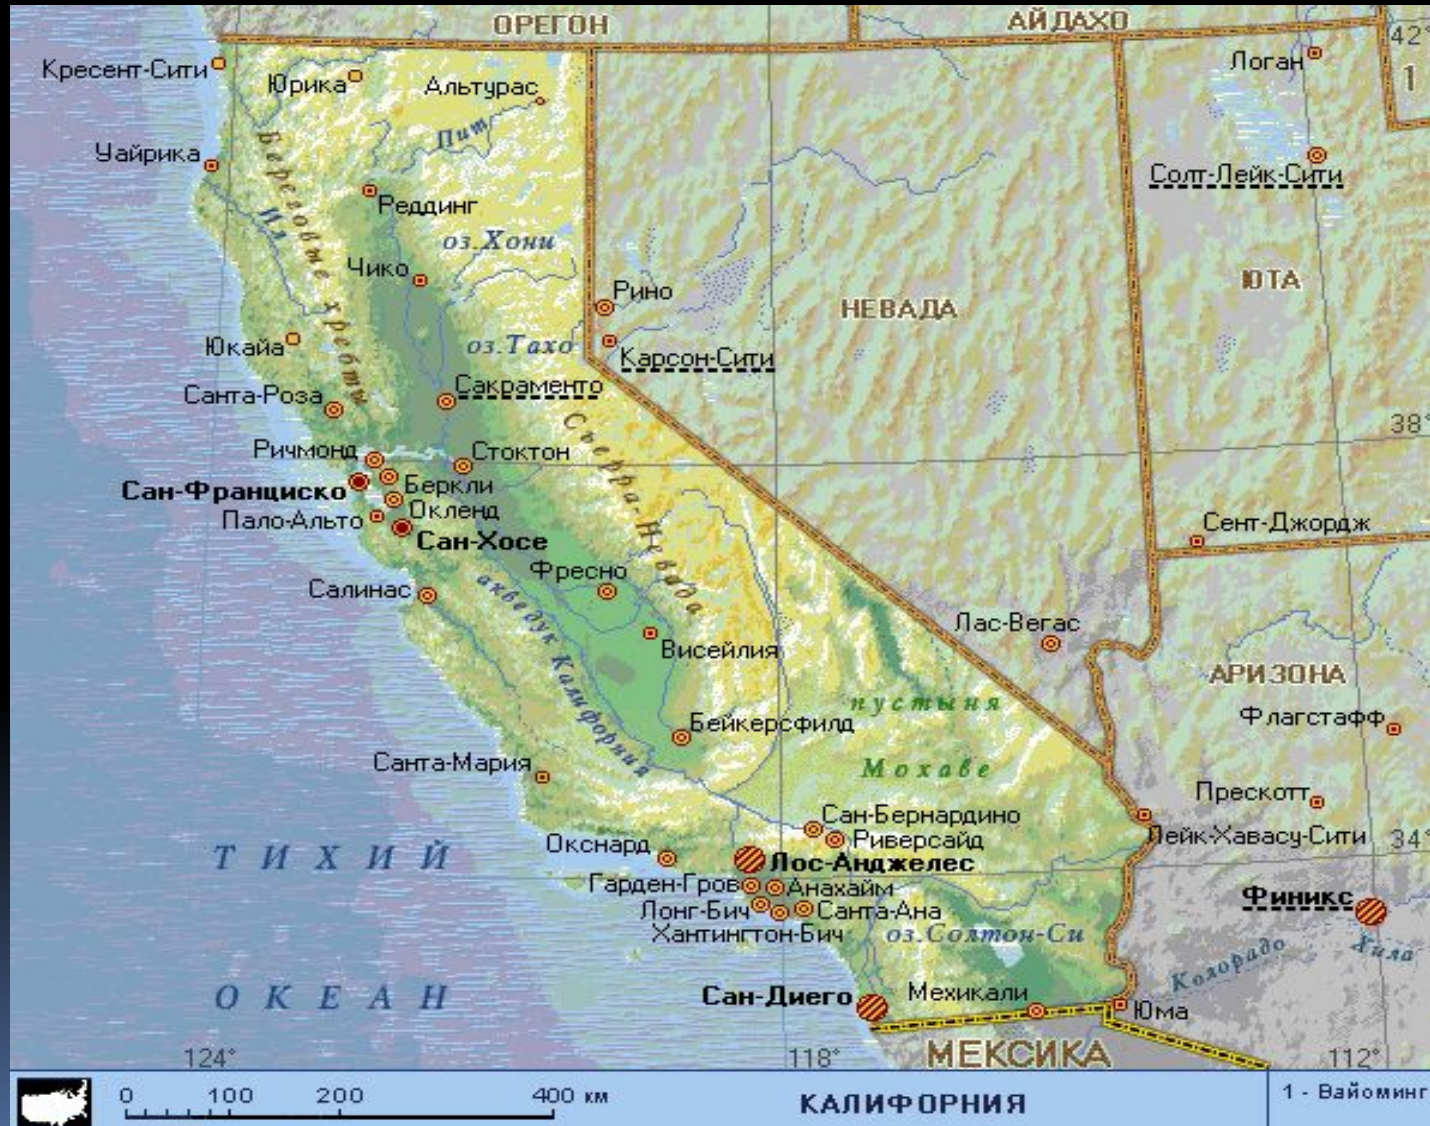 ОРЕГОН
АЙДАХО
42°
Кресент-Сити
Юрика
Альтурас
Логан
1
Пит
Уайрика
Береговые хребты
Солт-Лейк-Сити
Реддинг
Ил
оз.Хони
Чико
ЮТА
Рино
НЕВАДА
Юкайа
оз.Тахо
Карсон-Сити
Санта-Роза
Сакраменто
Сьерра-Невада
38°
Ричмонд
Стоктон
Сан-Франциско
Беркли
Окленд
Пало-Альто
Сан-Хосе
Сент-Джордж
Фресно
Салинас
акведук Калифорния
Лас-Вегас
Висейлия
АРИЗОНА
пустыня
Мохаве
Флагстафф
Бейкерсфилд
Санта-Мария
Прескотт
Сан-Бернардино
Риверсайд
Лейк-Хавасу-Сити
34°
ТИХИЙ
ОКЕАН
Окснард
Лос-Анджелес
Гарден-Гров
Анахайм
Финикс
Лонг-Бич
Санта-Ана
Хантингтон-Бич
оз.Солтон-Си
Колорадо
Хила
Сан-Диего
Мехикали
Юма
124°
118°
МЕКСИКА
112°
0 100 200 400 км
КАЛИФОРНИЯ
1 - Вайоминг